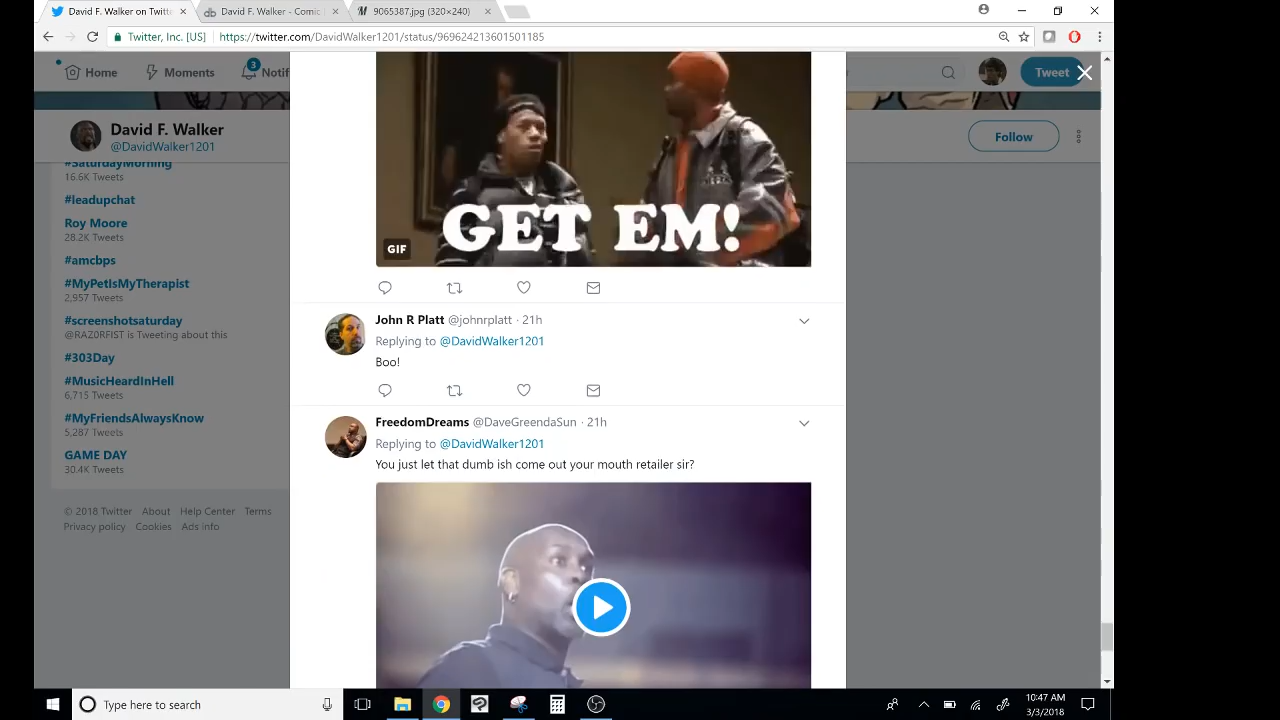 David F. Walker on Twitt
David F. Walker - Comic
9065387.jpg (320×240)
Twitter, Inc. [US]
https://twitter.com/DavidWalker1201/status/969624213601501185
Home
Moments
3
Notif
Tweet
David F. Walker
@DavidWalker1201
Follow
#SaturdayMorning
16.6K Tweets
#leadupchat
Roy Moore
28.2K Tweets
#amcbps
#MyPetIsMyTherapist
2,957 Tweets
#screenshotsaturday
@RAZ0RFIST is Tweeting about this
#303Day
#MusicHeardInHell
6,715 Tweets
#MyFriendsAlwaysKnow
5,287 Tweets
GAME DAY
30.4K Tweets
© 2018 Twitter About Help Center Terms
Privacy policy Cookies Ads info
GET EM!
GIF
John R Platt @johnrplatt · 21h
Replying to @DavidWalker1201
Boo!
FreedomDreams @DaveGreendaSun · 21h
Replying to @DavidWalker1201
You just let that dumb ish come out your mouth retailer sir?
Type here to search
10:47 AM
3/3/2018